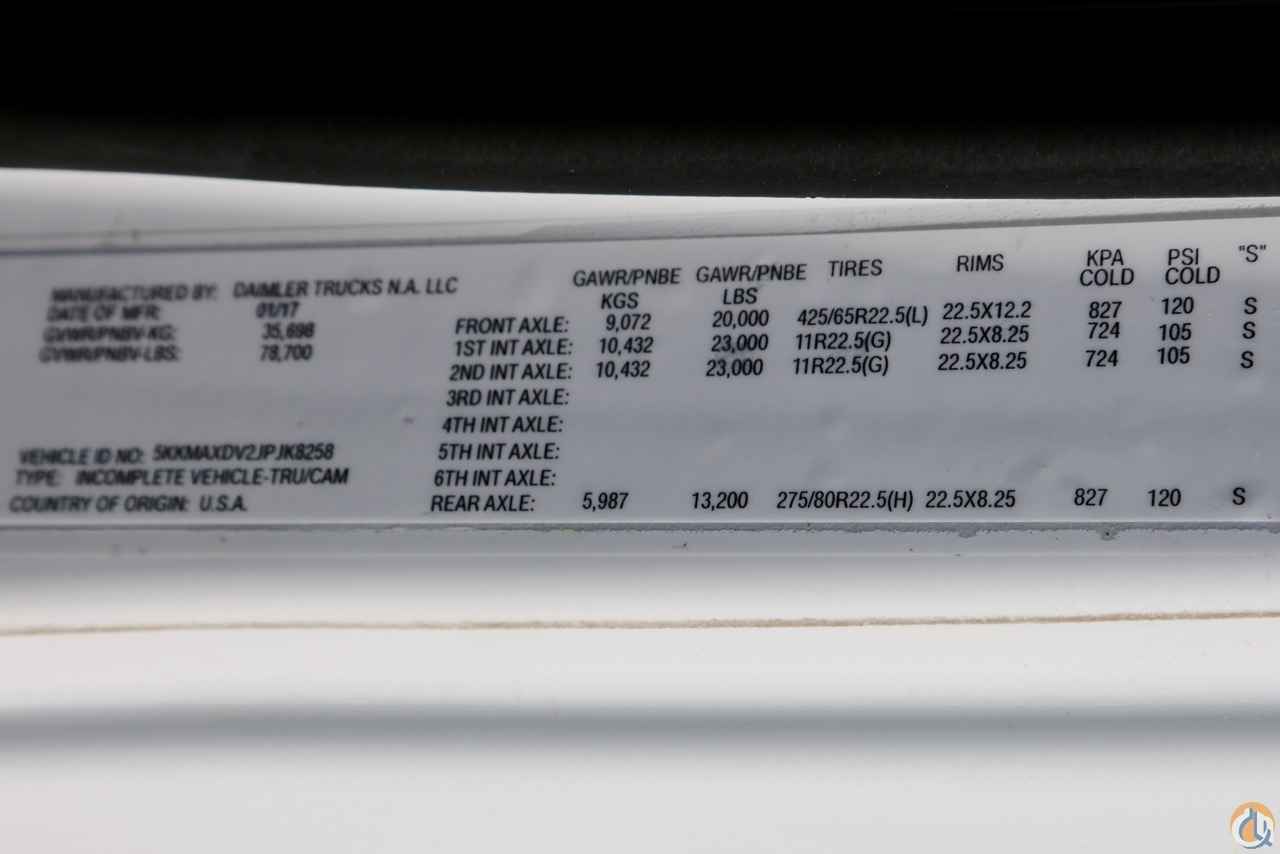 GAWR/PNBE KGS GAWR/PNBE LBS TIRES RIMS KPA COLD PSI COLD "S"
MANUFACTURED BY: DAIMLER TRUCKS N.A. LLC
DATE OF MFR: 01/17
GVWR/PNBV-KG: 35,698
GVWR/PNBV-LBS: 78,700
FRONT AXLE: 9,072 20,000 425/65R22.5(L) 22.5X12.2 827 120 S
1ST INT AXLE: 10,432 23,000 11R22.5(G) 22.5X8.25 724 105 S
2ND INT AXLE: 10,432 23,000 11R22.5(G) 22.5X8.25 724 105 S
3RD INT AXLE:
4TH INT AXLE:
5TH INT AXLE:
6TH INT AXLE:
VEHICLE ID NO: 5KKMAXDV2JPJK8258
TYPE: INCOMPLETE VEHICLE-TRU/CAM
COUNTRY OF ORIGIN: U.S.A.
REAR AXLE: 5,987 13,200 275/80R22.5(H) 22.5X8.25 827 120 S